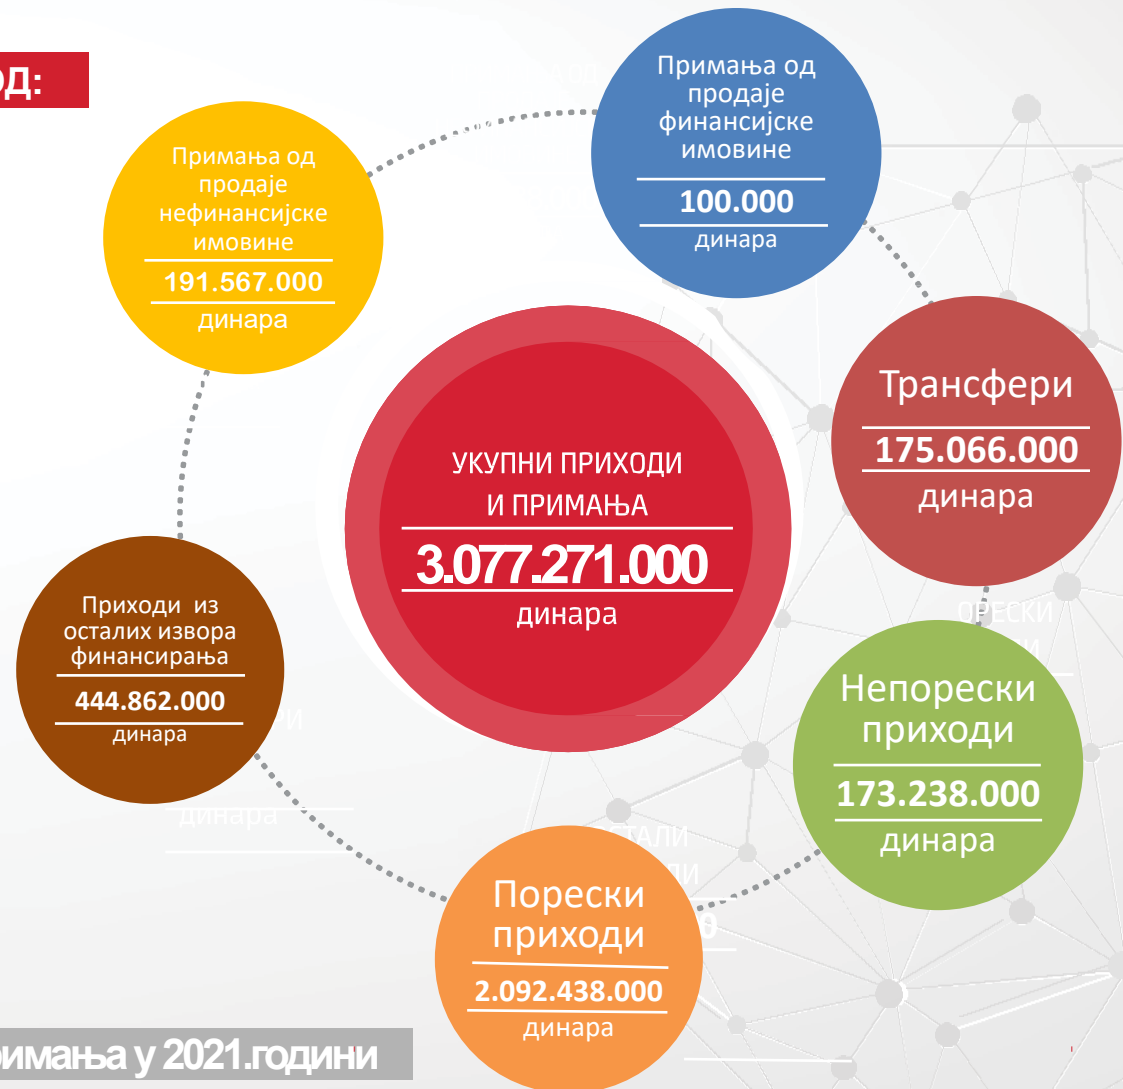 ОД:
Примања од
продаје
финансијске
имовине
100.000
динара
Примања од
продаје
нефинансијске
имовине
191.567.000
динара
Трансфери
175.066.000
динара
УКУПНИ ПРИХОДИ
И ПРИМАЊА
3.077.271.000
динара
Приходи из
осталих извора
финансирања
444.862.000
динара
Непорески
приходи
173.238.000
динара
динара
Порески
приходи
2.092.438.000
динара
римања у 2021.години